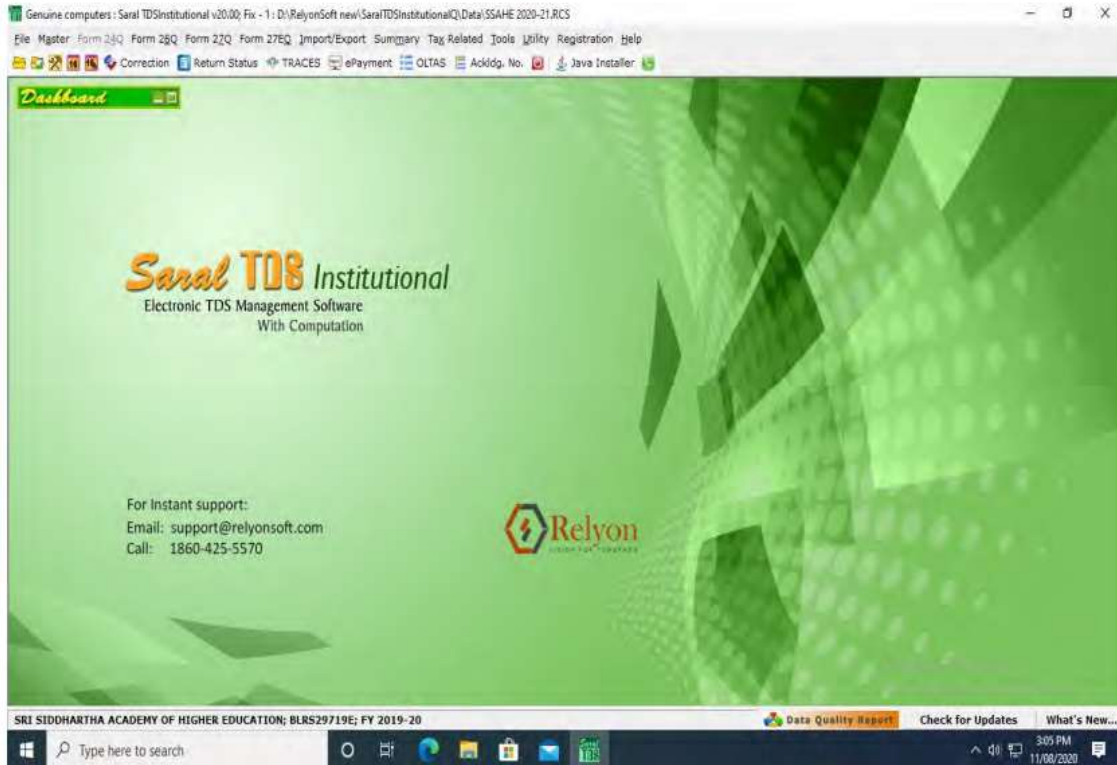 Genuine computers : Saral TDSInstitutional v20.00; Fix - 1 : D:\RelyonSoft new\SaralTDSInstitutionalQ\Data\SSAHE 2020-21.RCS
File Master Form 24Q Form 26Q Form 27Q Form 27EQ Import/Export Summary Tax Related Tools Utility Registration Help
Correction Return Status TRACES ePayment OLTAS Ackldg. No. Java Installer
Dashboard
Saral TDS Institutional
Electronic TDS Management Software
With Computation
For Instant support:
Email: support@relyonsoft.com
Call: 1860-425-5570
Relyon
SRI SIDDHARTHA ACADEMY OF HIGHER EDUCATION; BLRS29719E; FY 2019-20 Data Quality Report Check for Updates What's New...
Type here to search
3:05 PM
11/08/2020